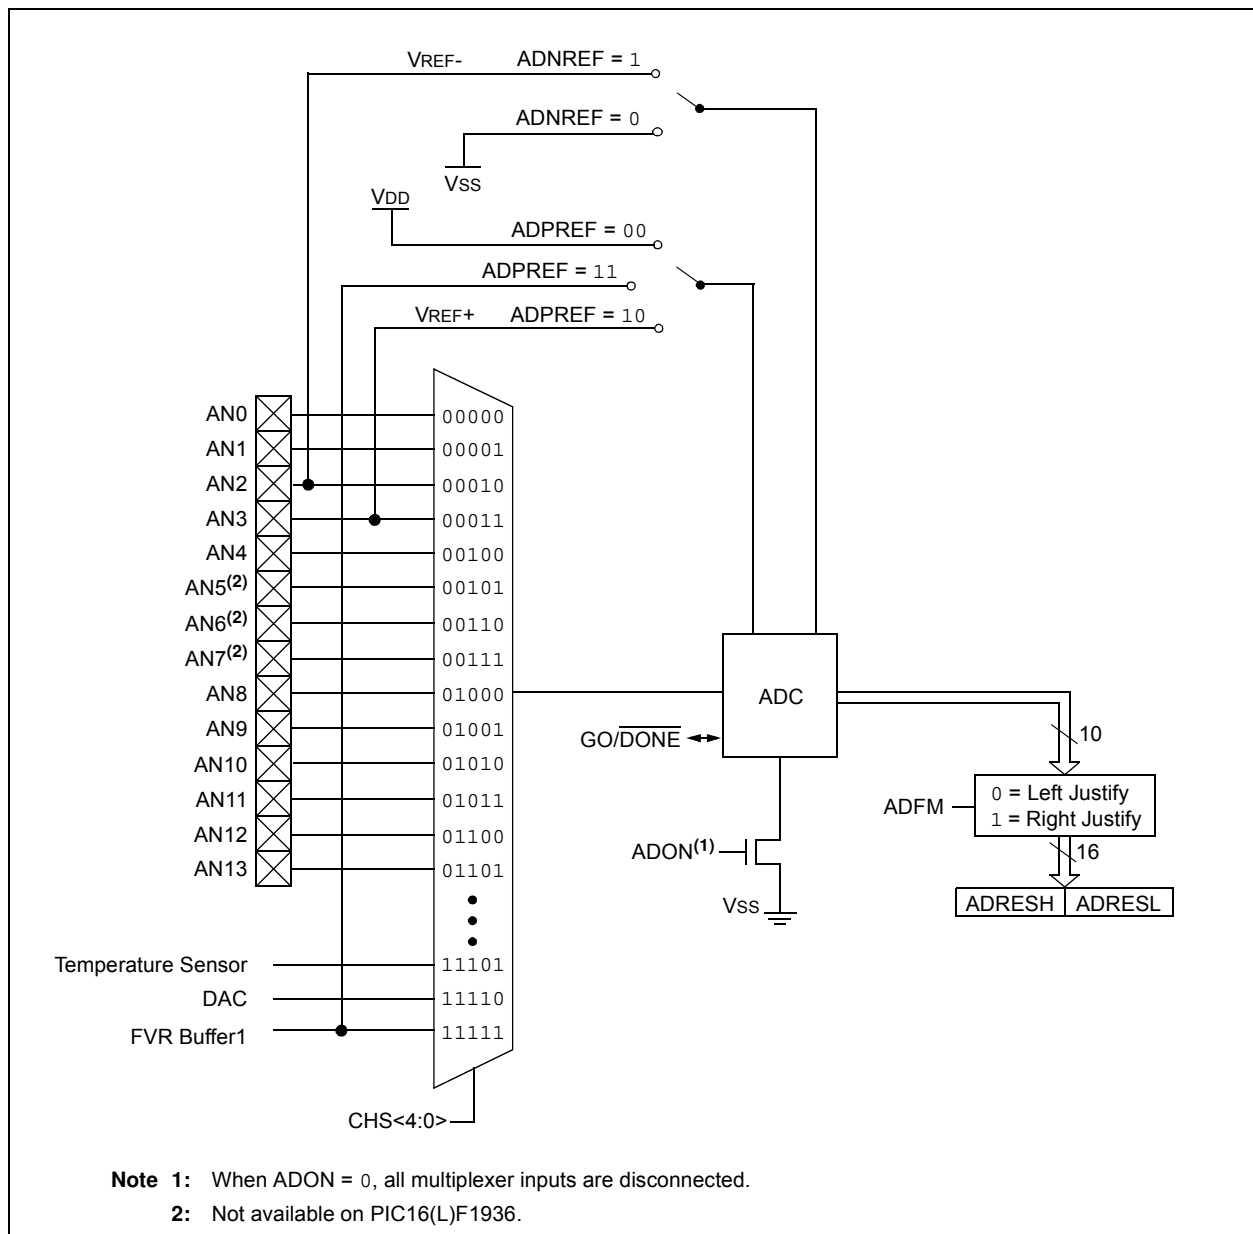 VREF- ADNREF = 1
ADNREF = 0
VSS
VDD
ADPREF = 00
ADPREF = 11
VREF+ ADPREF = 10
AN0 00000
AN1 00001
AN2 00010
AN3 00011
AN4 00100
AN5(2) 00101
AN6(2) 00110
AN7(2) 00111
AN8 01000
AN9 01001
AN10 01010
AN11 01011
AN12 01100
AN13 01101
Temperature Sensor 11101
DAC 11110
FVR Buffer1 11111
CHS<4:0>
ADC
GO/DONE
ADON(1)
VSS
10
ADFM
0 = Left Justify
1 = Right Justify
16
ADRESH ADRESL
Note 1: When ADON = 0, all multiplexer inputs are disconnected.
2: Not available on PIC16(L)F1936.